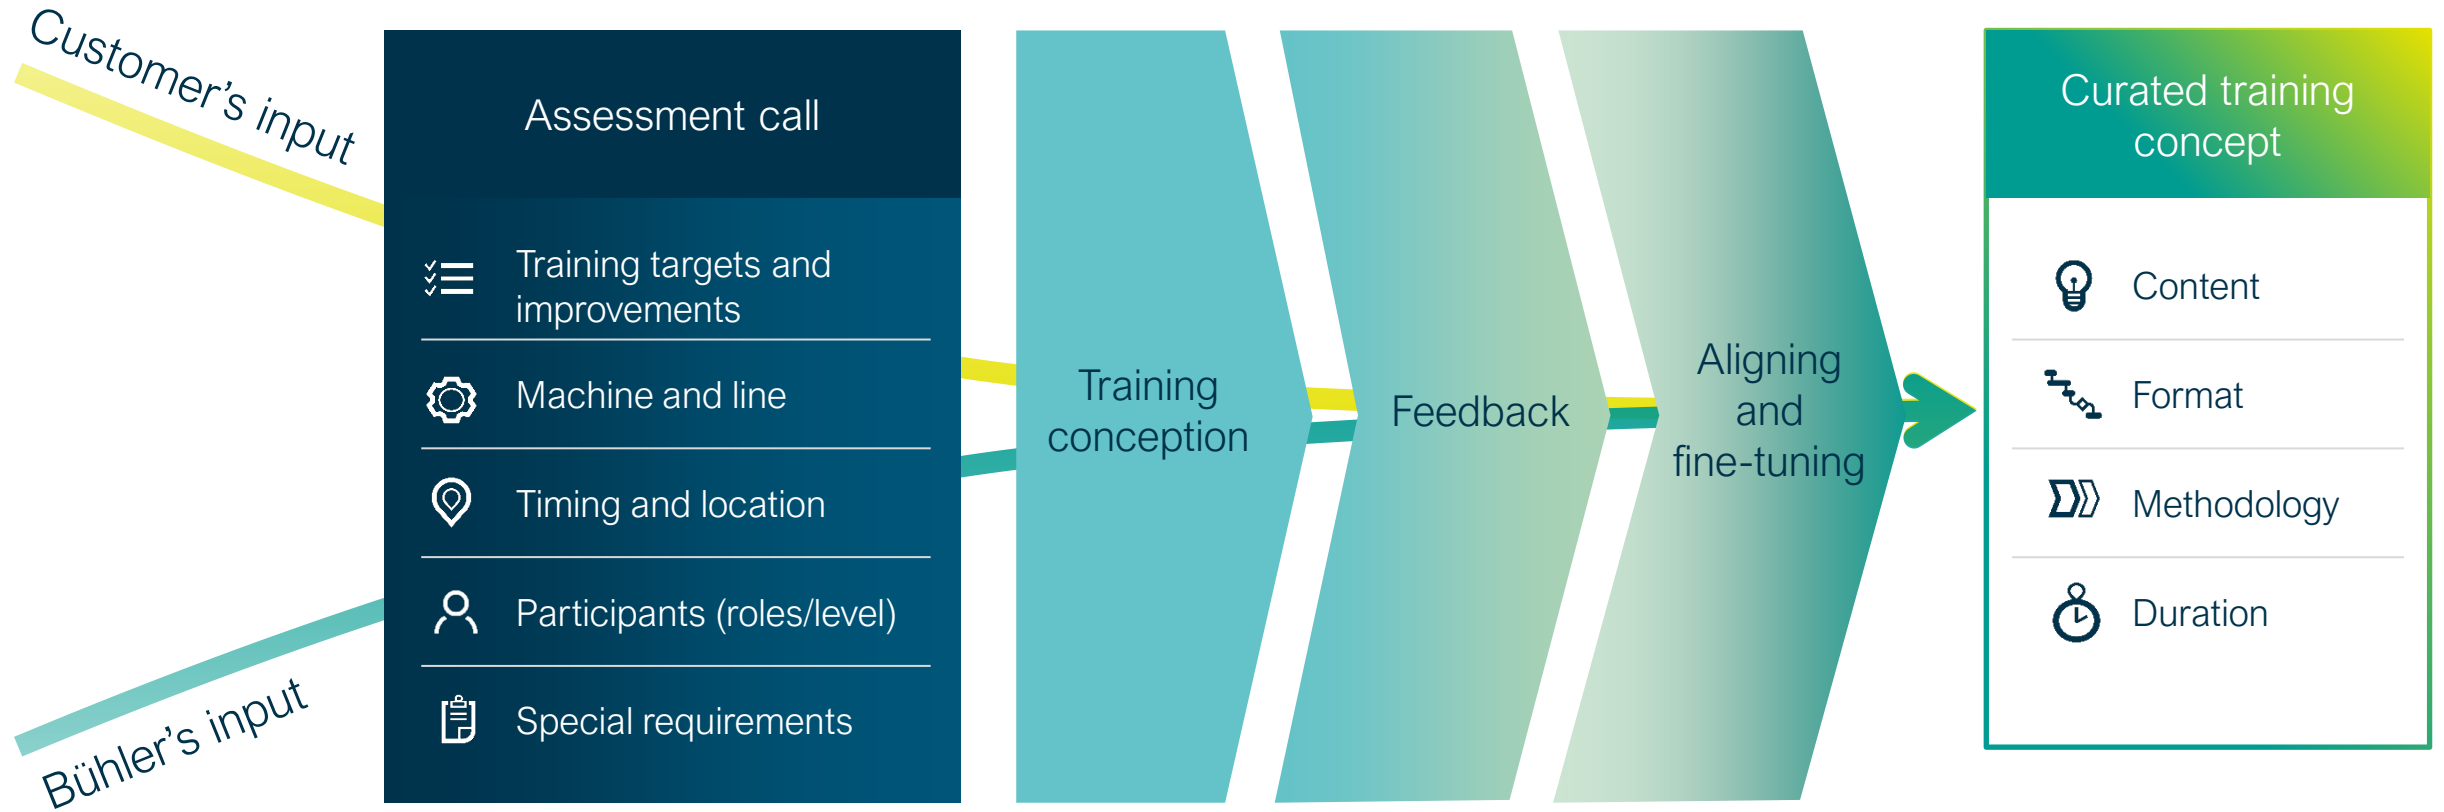 Customer's input
Bühler's input
Assessment call
Training targets and
improvements
Machine and line
Timing and location
Participants (roles/level)
Special requirements
Training
conception
Feedback
Aligning
and
fine-tuning
Curated training
concept
Content
Format
Methodology
Duration